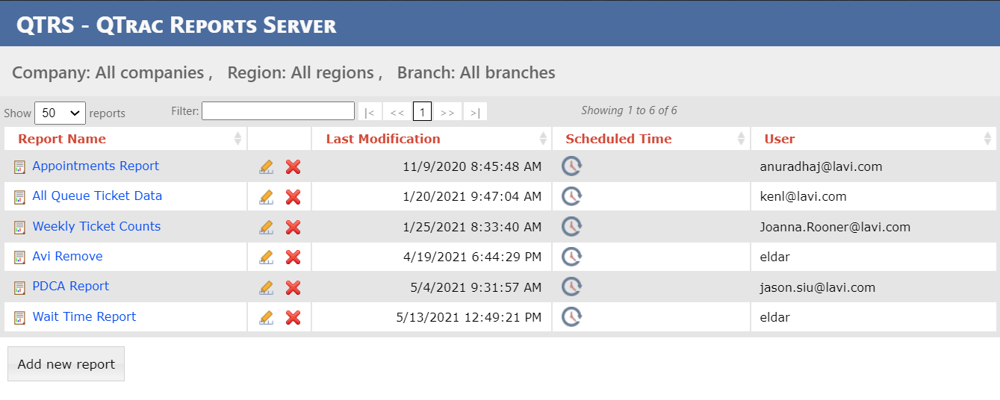 QTRS - QTrac Reports Server
Company: All companies , Region: All regions , Branch: All branches
Show 50 reports Filter: |< << 1 >> >| Showing 1 to 6 of 6
Report Name Last Modification Scheduled Time User
Appointments Report 11/9/2020 8:45:48 AM anuradhaj@lavi.com
All Queue Ticket Data 1/20/2021 9:47:04 AM kenl@lavi.com
Weekly Ticket Counts 1/25/2021 8:33:40 AM Joanna.Rooner@lavi.com
Avi Remove 4/19/2021 6:44:29 PM eldar
PDCA Report 5/4/2021 9:31:57 AM jason.siu@lavi.com
Wait Time Report 5/13/2021 12:49:21 PM eldar
Add new report